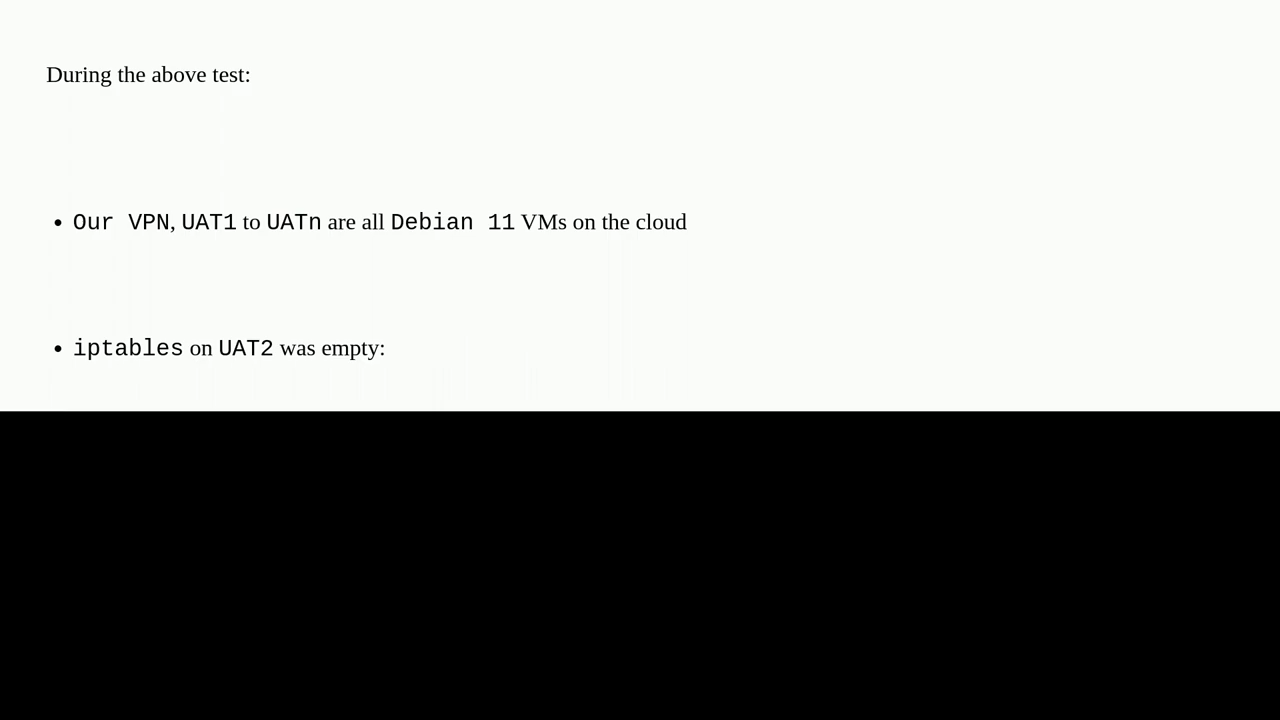 During the above test:
• Our VPN, UAT1 to UATn are all Debian 11 VMs on the cloud
• iptables on UAT2 was empty: